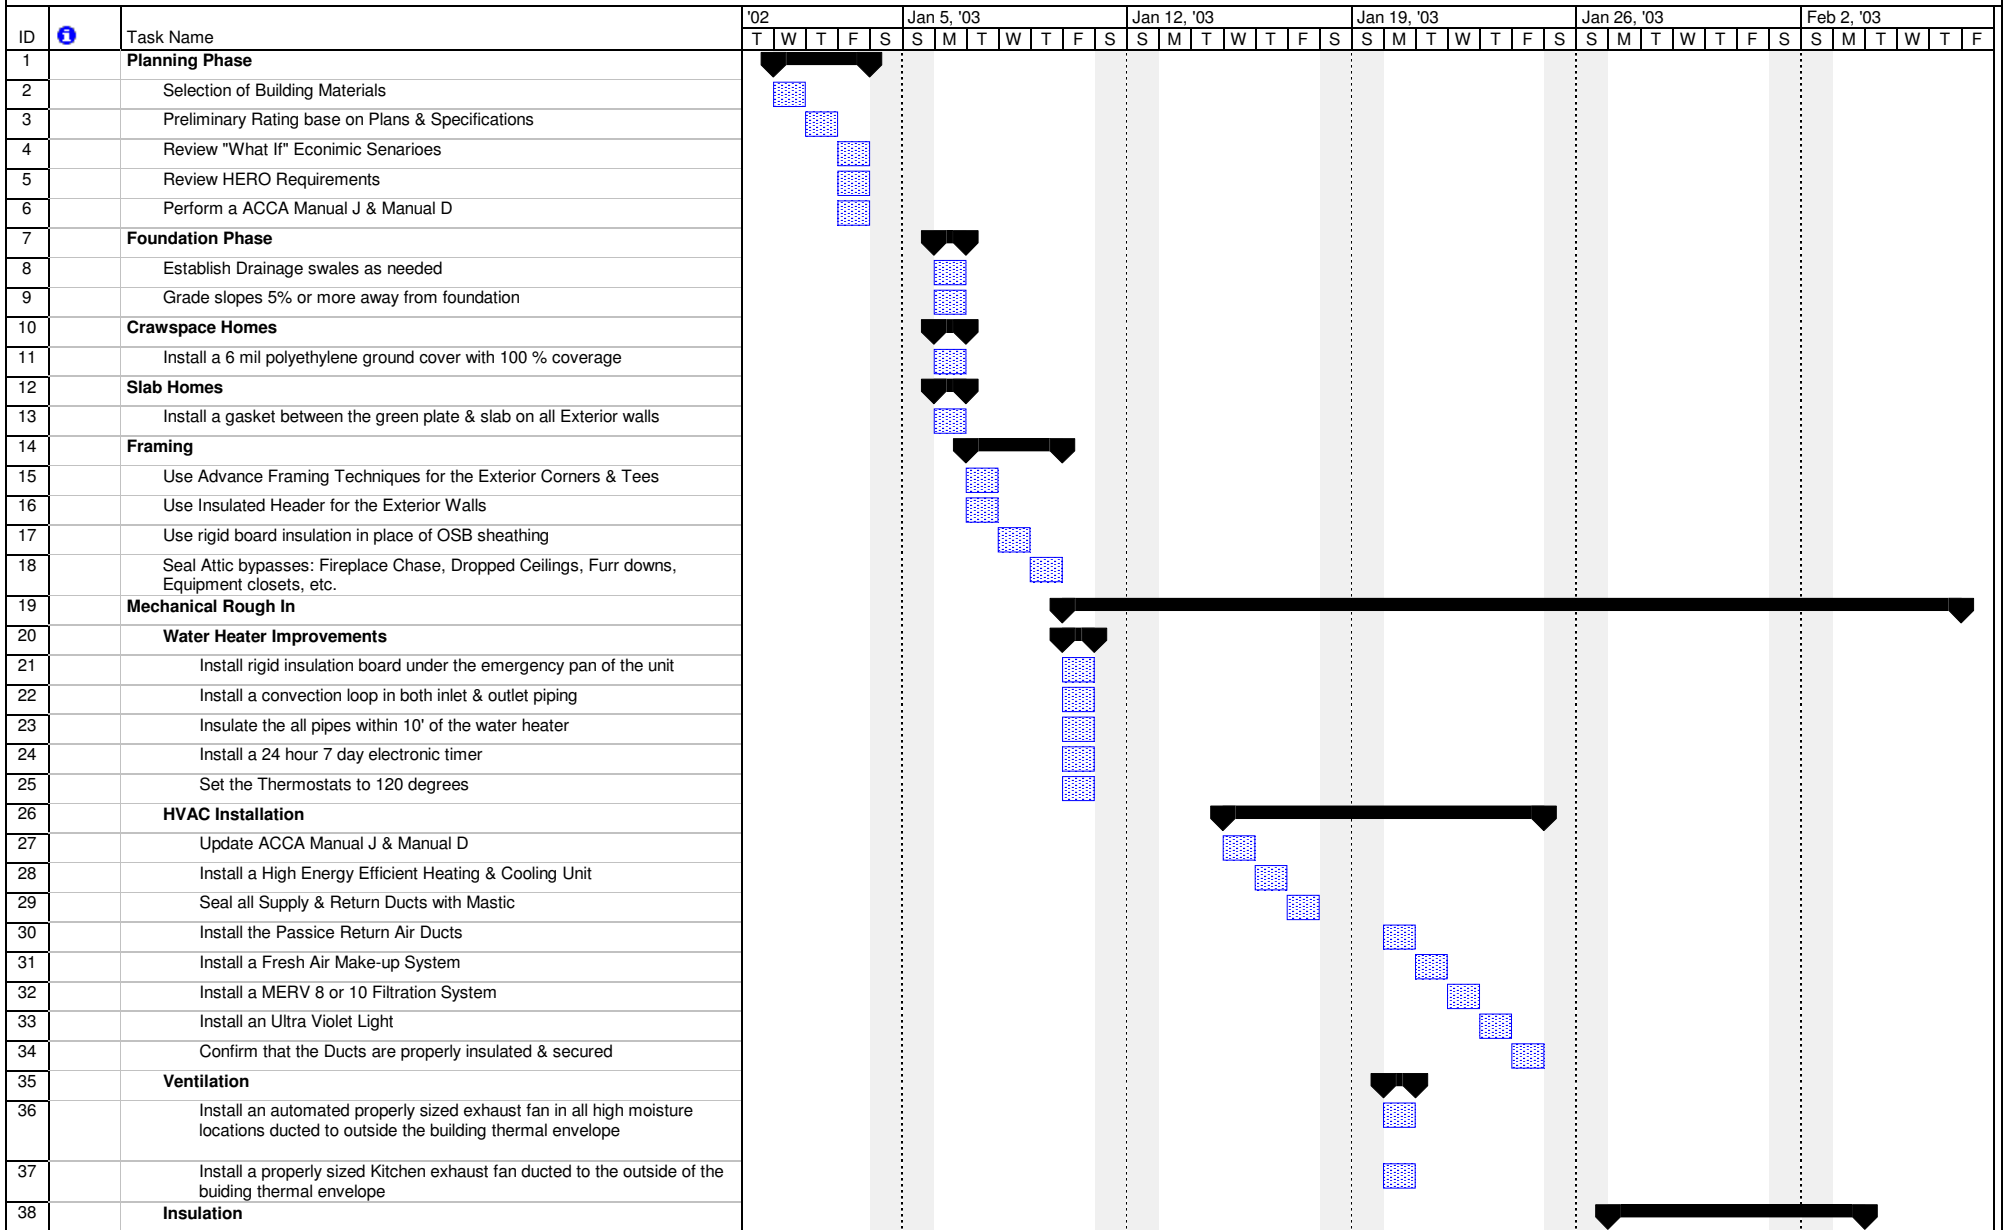 '02 Jan 5, '03 Jan 12, '03 Jan 19, '03 Jan 26, '03 Feb 2, '03
ID i Task Name T W T F S S M T W T F S S M T W T F S S M T W T F S S M T W T F S S M T W T F
1 Planning Phase
2 Selection of Building Materials
3 Preliminary Rating base on Plans & Specifications
4 Review "What If" Econimic Senarioes
5 Review HERO Requirements
6 Perform a ACCA Manual J & Manual D
7 Foundation Phase
8 Establish Drainage swales as needed
9 Grade slopes 5% or more away from foundation
10 Crawspace Homes
11 Install a 6 mil polyethylene ground cover with 100 % coverage
12 Slab Homes
13 Install a gasket between the green plate & slab on all Exterior walls
14 Framing
15 Use Advance Framing Techniques for the Exterior Corners & Tees
16 Use Insulated Header for the Exterior Walls
17 Use rigid board insulation in place of OSB sheathing
18 Seal Attic bypasses: Fireplace Chase, Dropped Ceilings, Furr downs,
Equipment closets, etc.
19 Mechanical Rough In
20 Water Heater Improvements
21 Install rigid insulation board under the emergency pan of the unit
22 Install a convection loop in both inlet & outlet piping
23 Insulate the all pipes within 10' of the water heater
24 Install a 24 hour 7 day electronic timer
25 Set the Thermostats to 120 degrees
26 HVAC Installation
27 Update ACCA Manual J & Manual D
28 Install a High Energy Efficient Heating & Cooling Unit
29 Seal all Supply & Return Ducts with Mastic
30 Install the Passice Return Air Ducts
31 Install a Fresh Air Make-up System
32 Install a MERV 8 or 10 Filtration System
33 Install an Ultra Violet Light
34 Confirm that the Ducts are properly insulated & secured
35 Ventilation
36 Install an automated properly sized exhaust fan in all high moisture
locations ducted to outside the building thermal envelope
37 Install a properly sized Kitchen exhaust fan ducted to the outside of the
buiding thermal envelope
38 Insulation